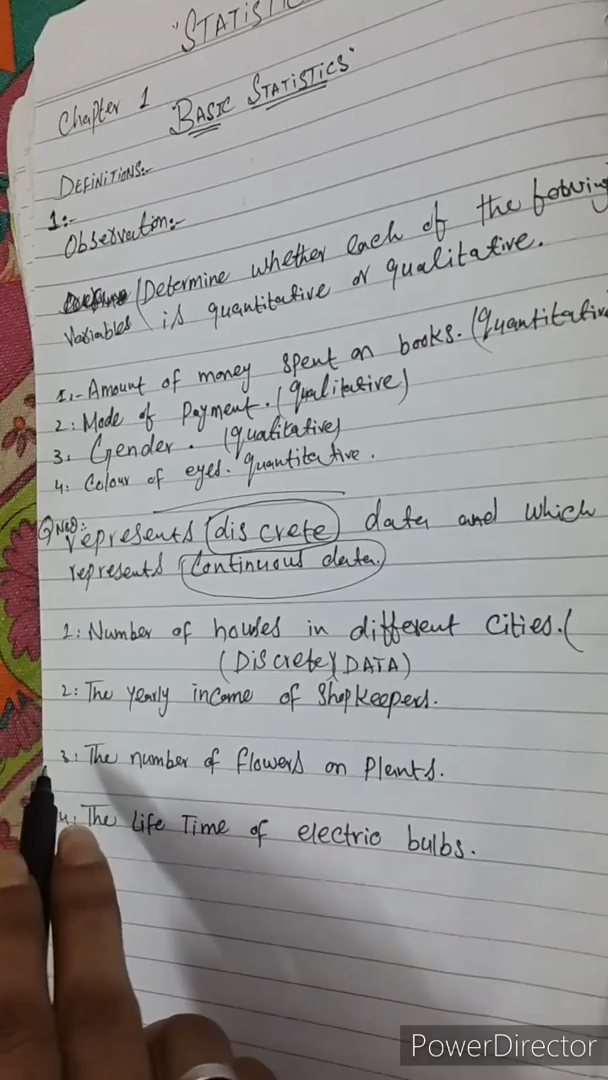 "STATISTIC
Chapter 1
BASIC STATISTICS"
DEFINITIONS:-
1:-
Observation:-
(Determine whether each of the
variables is quantitative or qualitative.
1:- Amount of money spent on books. (Quantitative
2: Mode of Payment. (qualitative)
3. Gender. (qualitative)
4: Colour of eyes. quantitative.
represents (discrete) data and which
represents (Continuous data.)
1: Number of houses in different Cities. (
(Discrete)(DATA)
2: The yearly income of Shopkeepers.
3: The number of flowers on Plants.
4: The Life Time of electric bulbs.
PowerDirector